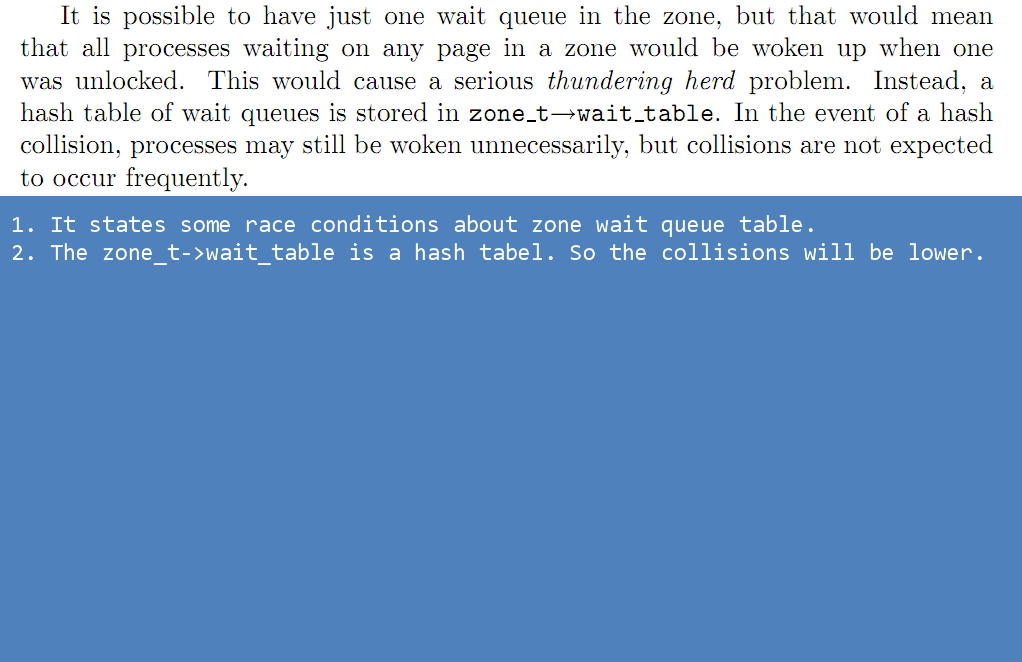 It is possible to have just one wait queue in the zone, but that would mean
that all processes waiting on any page in a zone would be woken up when one
was unlocked. This would cause a serious thundering herd problem. Instead, a
hash table of wait queues is stored in zone_t→wait_table. In the event of a hash
collision, processes may still be woken unnecessarily, but collisions are not expected
to occur frequently.
1. It states some race conditions about zone wait queue table.
2. The zone_t->wait_table is a hash tabel. So the collisions will be lower.